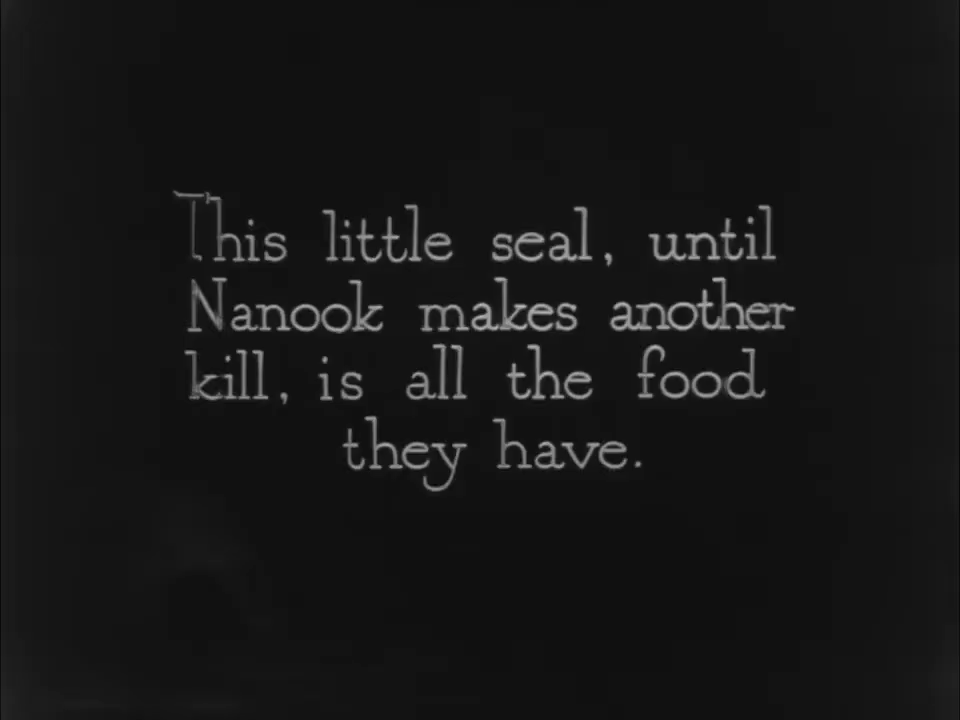 This little seal, until
Nanook makes another
kill, is all the food
they have.